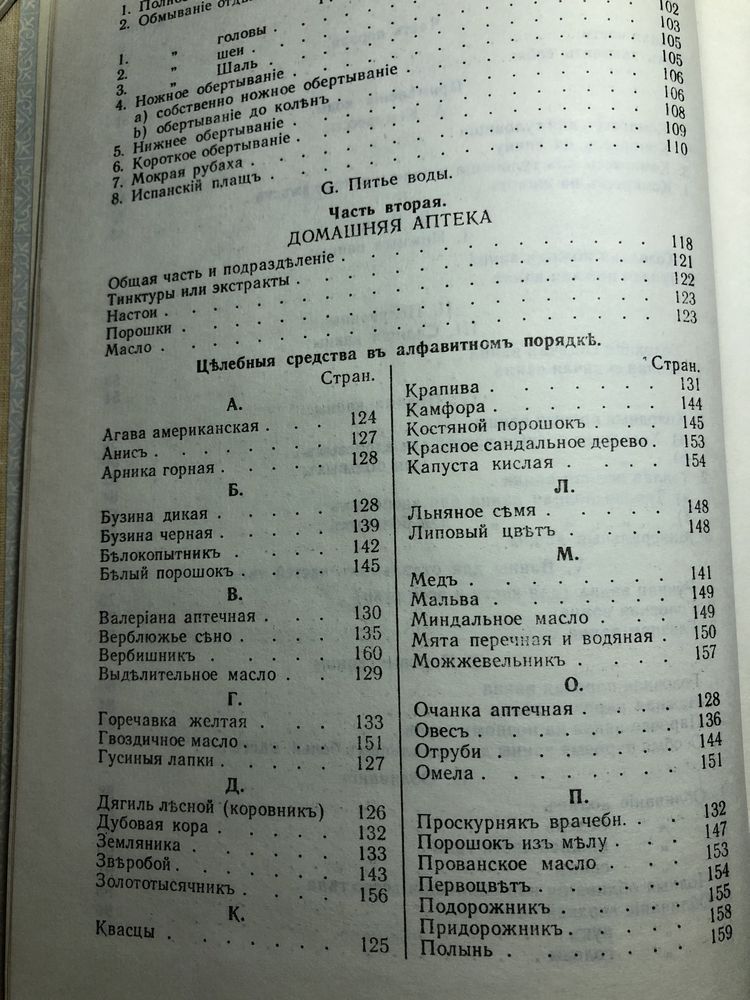 1. 
2. Обмываніе 102
1. „ головы 103
2. „ шеи 105
3. „ Шаль 105
4. Ножное обертываніе 106
a) собственно ножное обертываніе 106
b) обертываніе до колѣнъ 108
5. Нижнее обертываніе 109
6. Короткое обертываніе 110
7. Мокрая рубаха
8. Испанскій плащъ
G. Питье воды.
Часть вторая.
ДОМАШНЯЯ АПТЕКА
Общая часть и подраздѣленіе 118
Тинктуры или экстракты 121
Настои 122
Порошки 123
Масло 123
Цѣлебныя средства въ алфавитномъ порядкѣ.
Стран.
А.
Агава американская 124
Анисъ 127
Арника горная 128
Б.
Бузина дикая 128
Бузина черная 139
Бѣлокопытникъ 142
Бѣлый порошокъ 145
В.
Валеріана аптечная 130
Верблюжье сѣно 135
Вербишникъ 160
Выдѣлительное масло 129
Г.
Горечавка желтая 133
Гвоздичное масло 151
Гусиныя лапки 127
Д.
Дягиль лѣсной (коровникъ) 126
Дубовая кора 132
Земляника 133
Звѣробой 143
Золототысячникъ 156
К.
Квасцы 125
Стран.
Крапива 131
Камфора 144
Костяной порошокъ 145
Красное сандальное дерево 153
Капуста кислая 154
Л.
Льняное сѣмя 148
Липовый цвѣтъ 148
М.
Медъ 141
Мальва 149
Миндальное масло 149
Мята перечная и водяная 150
Можжевельникъ 157
О.
Очанка аптечная 128
Овесъ 136
Отруби 144
Омела 151
П.
Проскурнякъ врачебн. 132
Порошокъ изъ мѣлу 147
Прованское масло 153
Первоцвѣтъ 154
Подорожникъ 155
Придорожникъ 158
Полынь 159